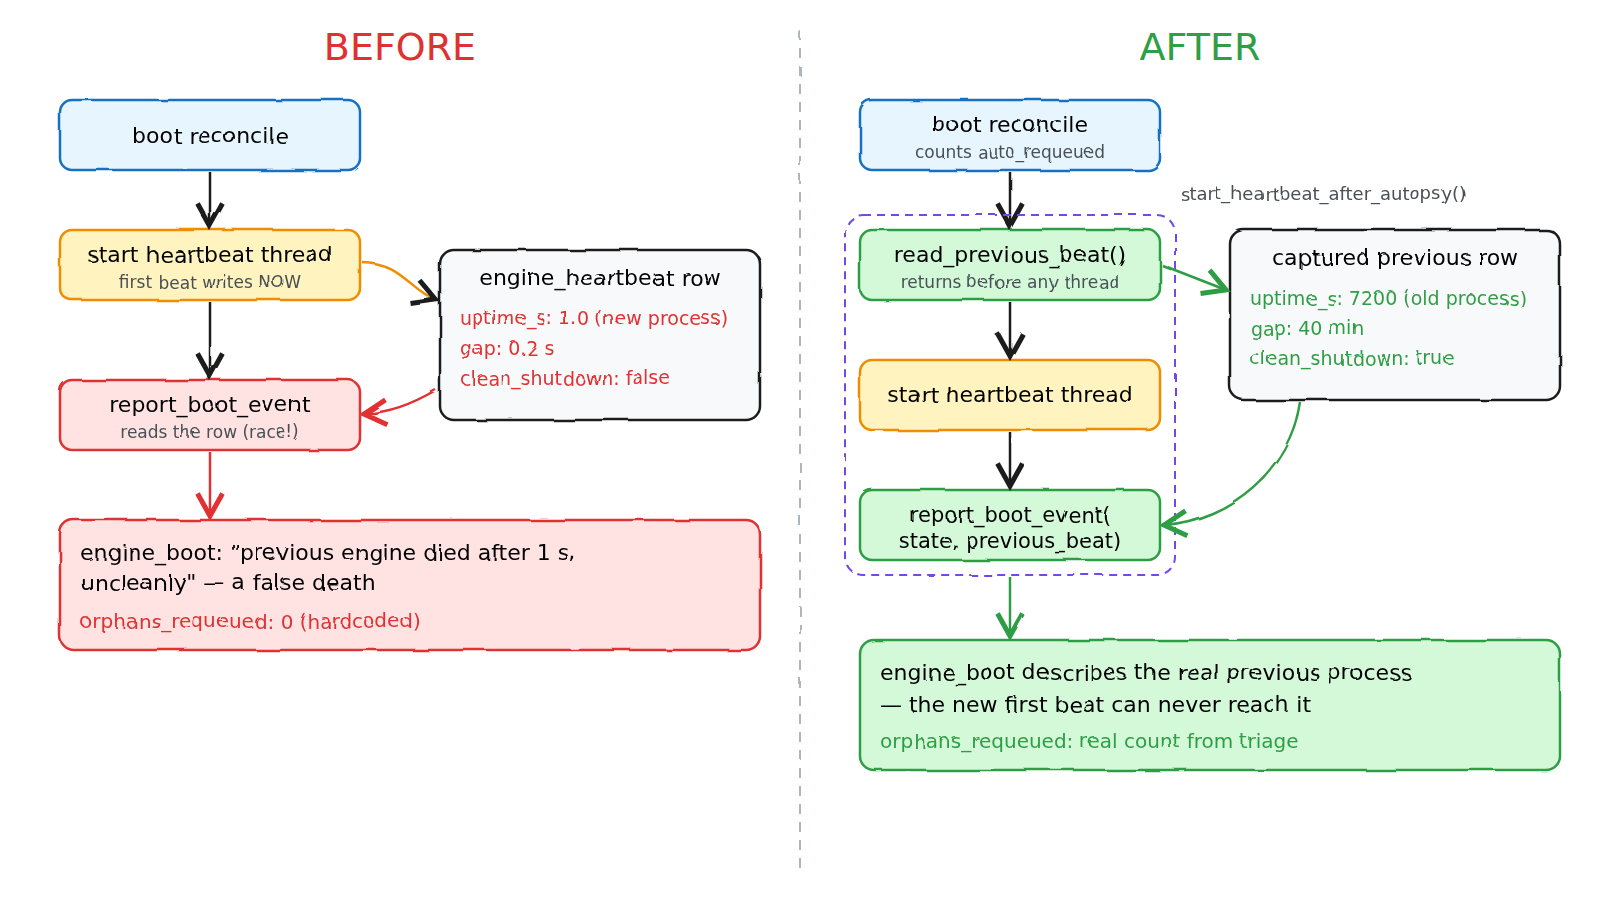 BEFORE
boot reconcile
start heartbeat thread
first beat writes NOW
engine_heartbeat row
uptime_s: 1.0 (new process)
gap: 0.2 s
clean_shutdown: false
report_boot_event
reads the row (race!)
engine_boot: "previous engine died after 1 s,
uncleanly" — a false death
orphans_requeued: 0 (hardcoded)
AFTER
boot reconcile
counts auto_requeued
start_heartbeat_after_autopsy()
read_previous_beat()
returns before any thread
captured previous row
uptime_s: 7200 (old process)
gap: 40 min
clean_shutdown: true
start heartbeat thread
report_boot_event(
state, previous_beat)
engine_boot describes the real previous process
— the new first beat can never reach it
orphans_requeued: real count from triage